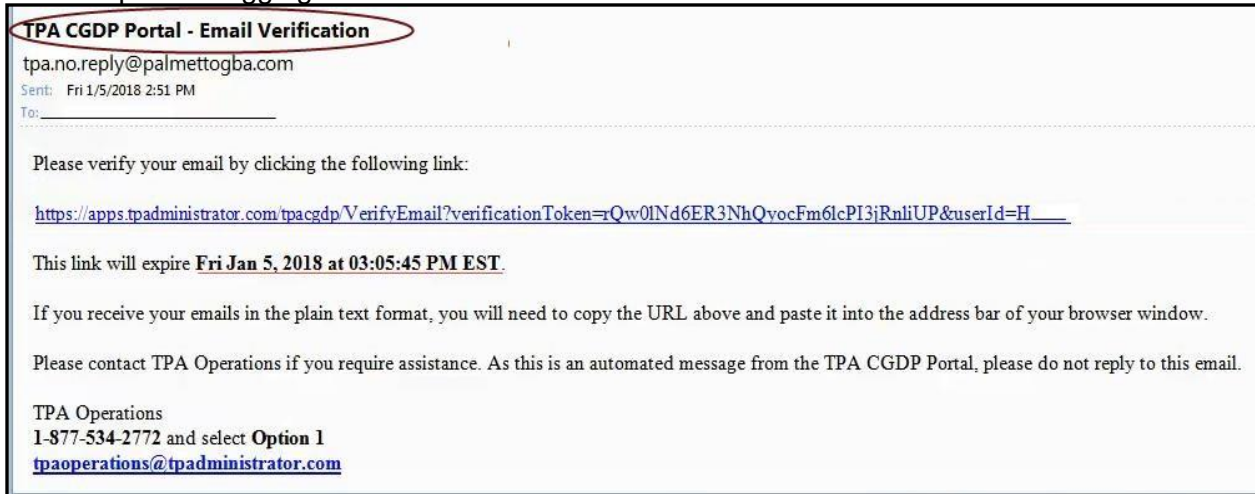 TPA CGDP Portal - Email Verification
tpa.no.reply@palmettogba.com
Sent: Fri 1/5/2018 2:51 PM
To:
Please verify your email by clicking the following link:
https://apps.tpadministrator.com/tpacgdp/VerifyEmail?verificationToken=rQw0lNd6ER3NhQvocFm6lcPI3jRnliUP&userId=H
This link will expire Fri Jan 5, 2018 at 03:05:45 PM EST.
If you receive your emails in the plain text format, you will need to copy the URL above and paste it into the address bar of your browser window.
Please contact TPA Operations if you require assistance. As this is an automated message from the TPA CGDP Portal, please do not reply to this email.
TPA Operations
1-877-534-2772 and select Option 1
tpaoperations@tpadministrator.com